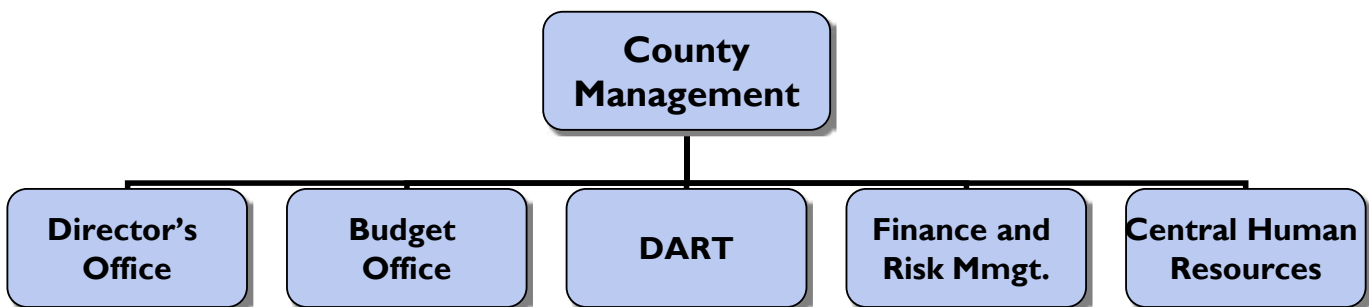 County
Management
Director's
Office
Budget
Office
DART
Finance and
Risk Mmgt.
Central Human
Resources